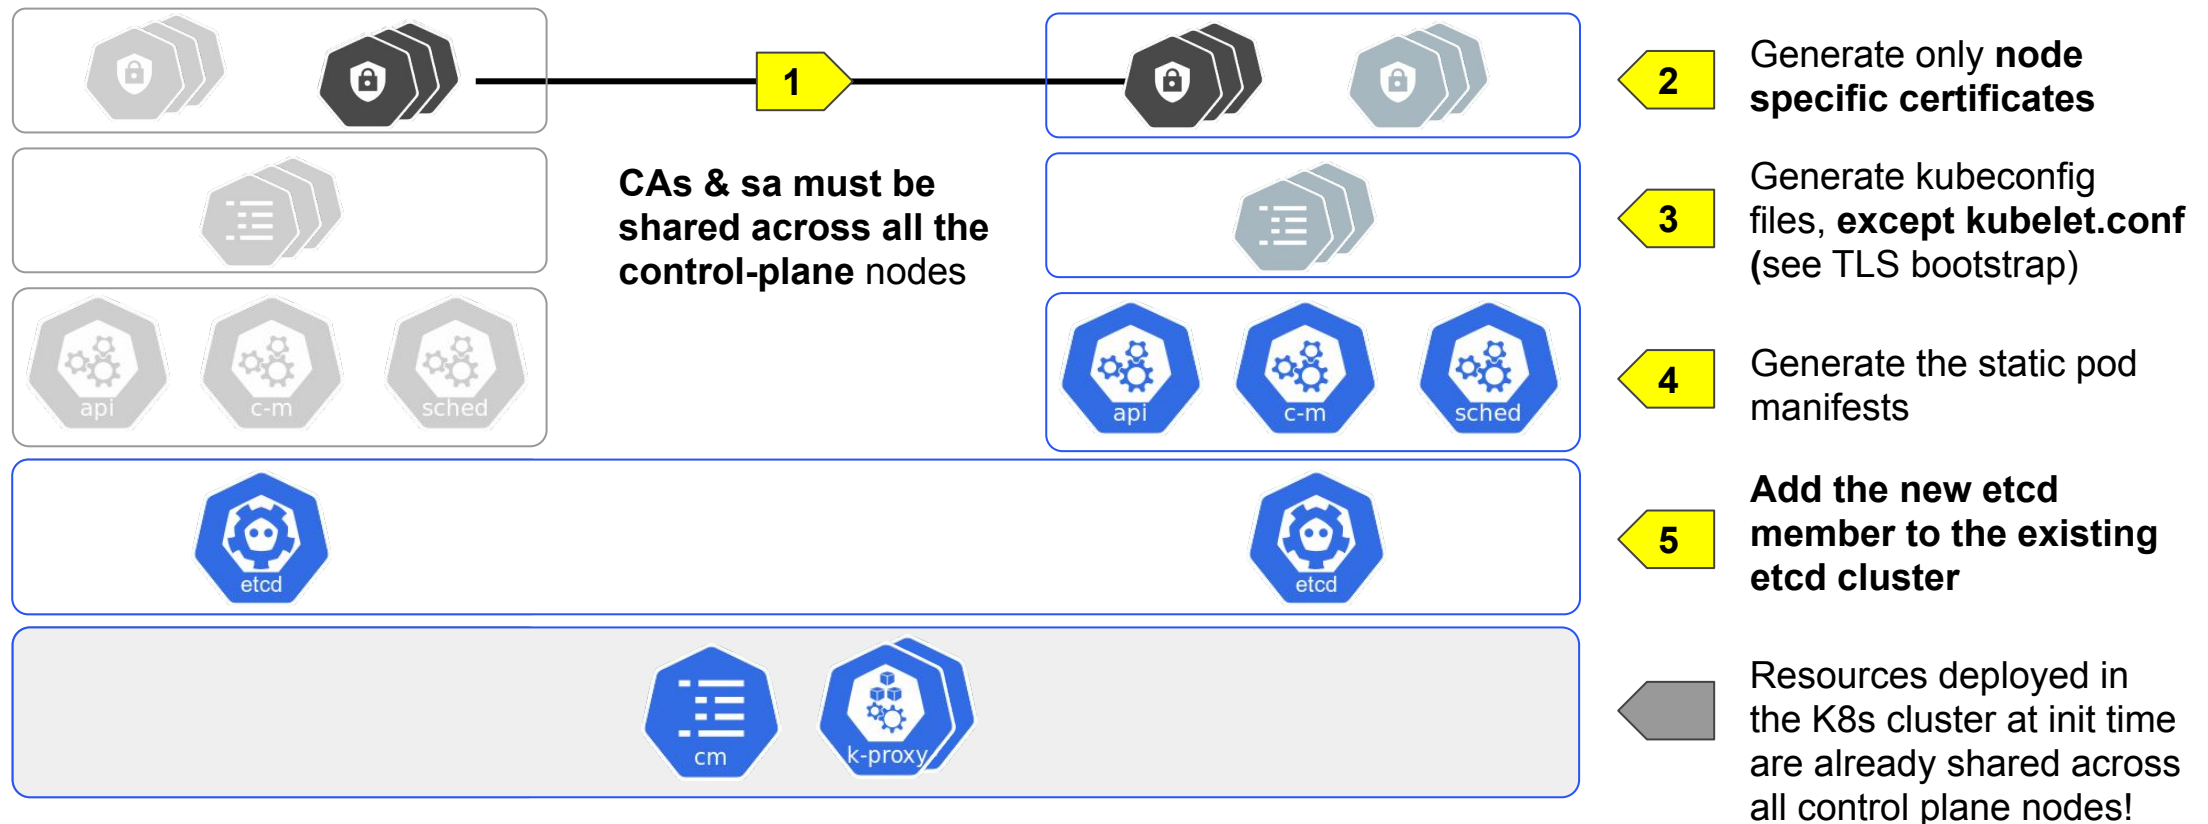 1
2
Generate only node
specific certificates
CAs & sa must be
shared across all the
control-plane nodes
3
Generate kubeconfig
files, except kubelet.conf
(see TLS bootstrap)
api
c-m
sched
api
c-m
sched
4
Generate the static pod
manifests
etcd
etcd
5
Add the new etcd
member to the existing
etcd cluster
cm
k-proxy
Resources deployed in
the K8s cluster at init time
are already shared across
all control plane nodes!